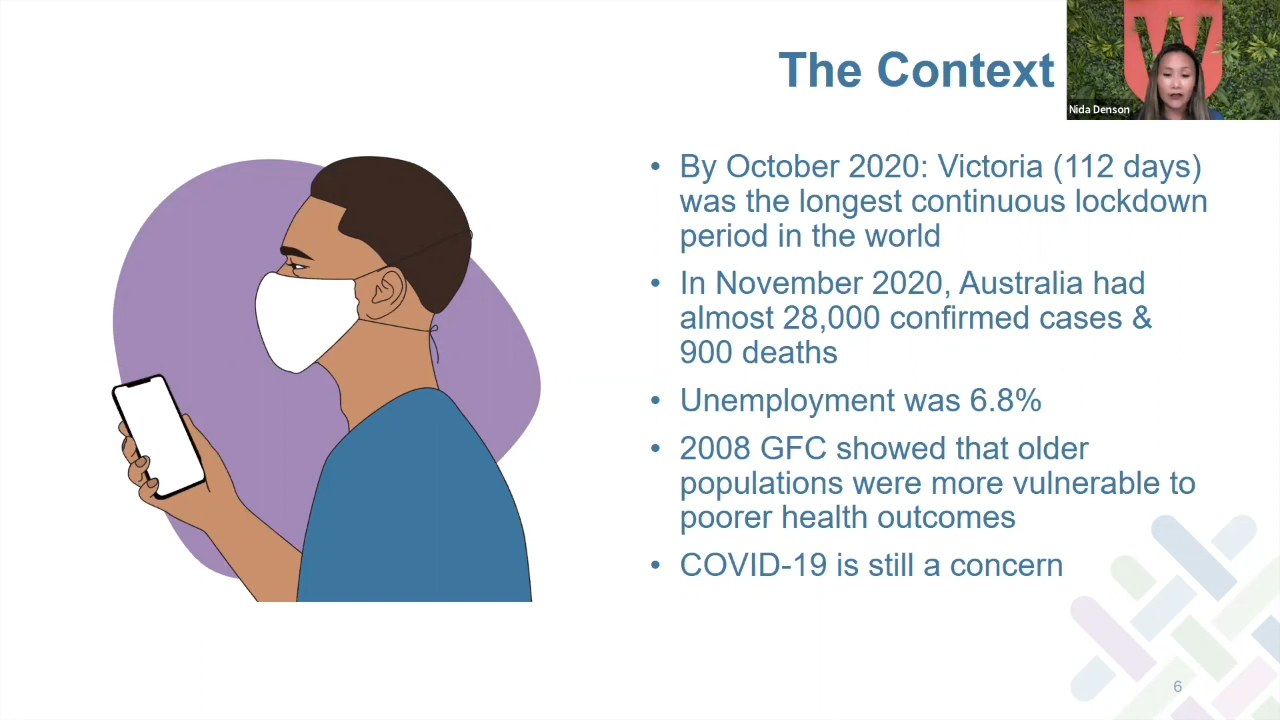 The Context
W
Nida Denson
• By October 2020: Victoria (112 days)
was the longest continuous lockdown
period in the world
• In November 2020, Australia had
almost 28,000 confirmed cases &
900 deaths
• Unemployment was 6.8%
• 2008 GFC showed that older
populations were more vulnerable to
poorer health outcomes
• COVID-19 is still a concern
6